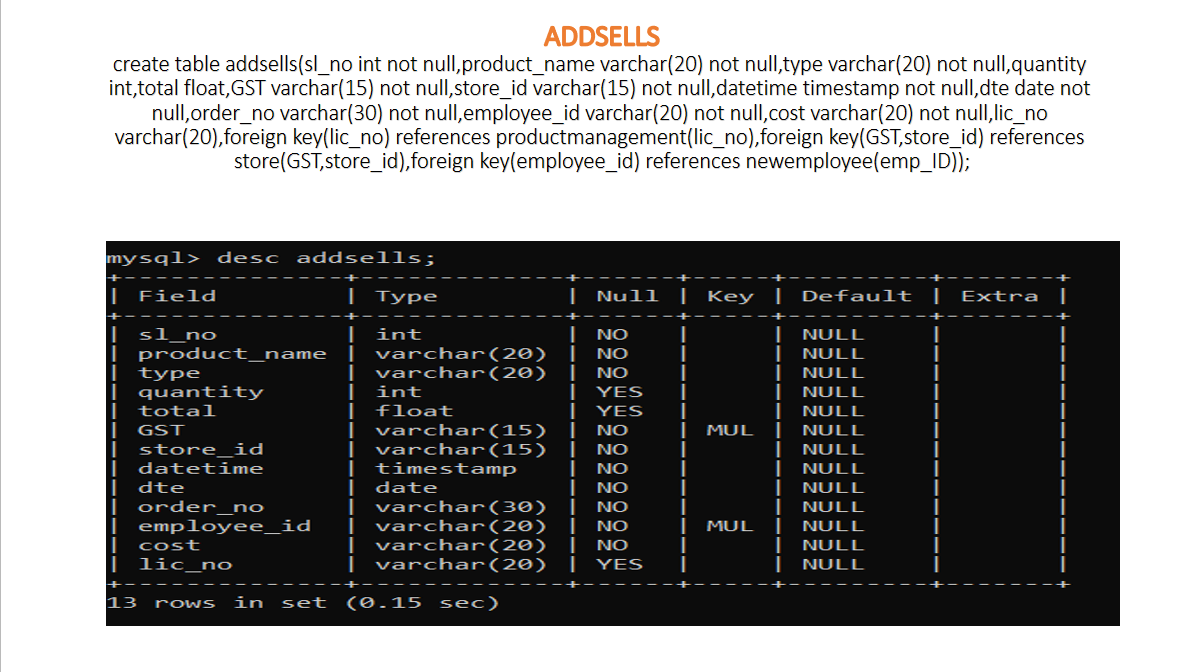 ADDSELLS
create table addsells(sl_no int not null,product_name varchar(20) not null,type varchar(20) not null,quantity
int,total float,GST varchar(15) not null,store_id varchar(15) not null,datetime timestamp not null,dte date not
null,order_no varchar(30) not null,employee_id varchar(20) not null,cost varchar(20) not null,lic_no
varchar(20),foreign key(lic_no) references productmanagement(lic_no),foreign key(GST,store_id) references
store(GST,store_id),foreign key(employee_id) references newemployee(emp_ID));
mysql> desc addsells;
+--------------+-------------+------+-----+---------+-------+
| Field | Type | Null | Key | Default | Extra |
+--------------+-------------+------+-----+---------+-------+
| sl_no | int | NO | | NULL | |
| product_name | varchar(20) | NO | | NULL | |
| type | varchar(20) | NO | | NULL | |
| quantity | int | YES | | NULL | |
| total | float | YES | | NULL | |
| GST | varchar(15) | NO | MUL | NULL | |
| store_id | varchar(15) | NO | | NULL | |
| datetime | timestamp | NO | | NULL | |
| dte | date | NO | | NULL | |
| order_no | varchar(30) | NO | | NULL | |
| employee_id | varchar(20) | NO | MUL | NULL | |
| cost | varchar(20) | NO | | NULL | |
| lic_no | varchar(20) | YES | | NULL | |
+--------------+-------------+------+-----+---------+-------+
13 rows in set (0.15 sec)